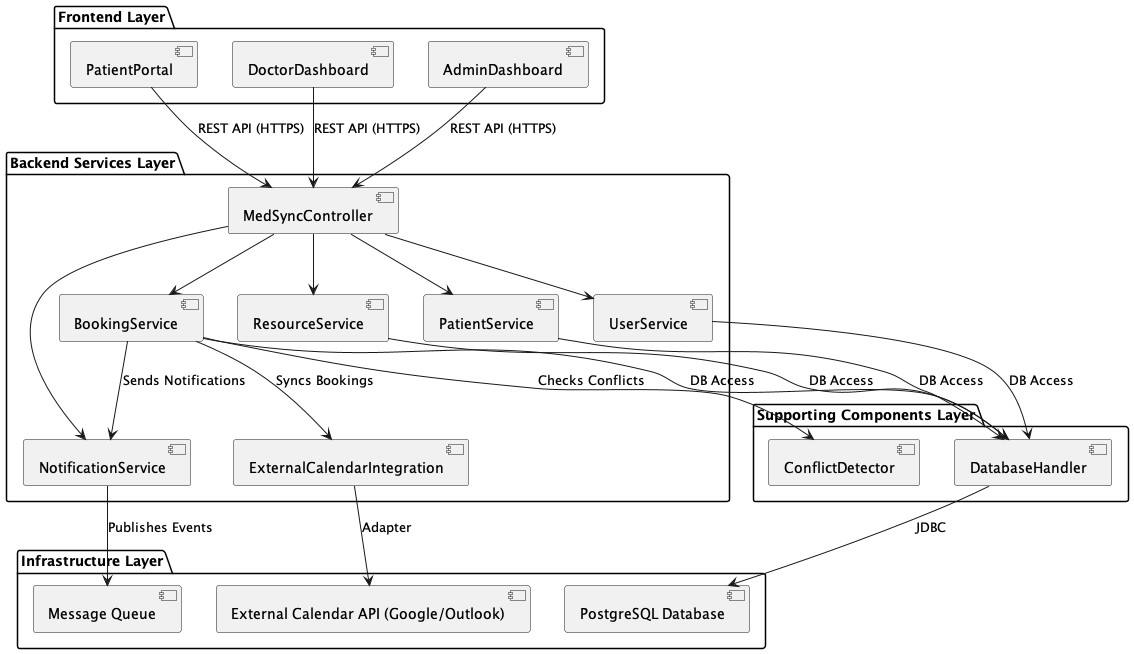 Frontend Layer
PatientPortal
DoctorDashboard
AdminDashboard
REST API (HTTPS)
REST API (HTTPS)
REST API (HTTPS)
Backend Services Layer
MedSyncController
BookingService
ResourceService
PatientService
UserService
Sends Notifications
Syncs Bookings
Checks Conflicts
DB Access
DB Access
DB Access
DB Access
Supporting Components Layer
NotificationService
ExternalCalendarIntegration
ConflictDetector
DatabaseHandler
Publishes Events
Adapter
JDBC
Infrastructure Layer
Message Queue
External Calendar API (Google/Outlook)
PostgreSQL Database